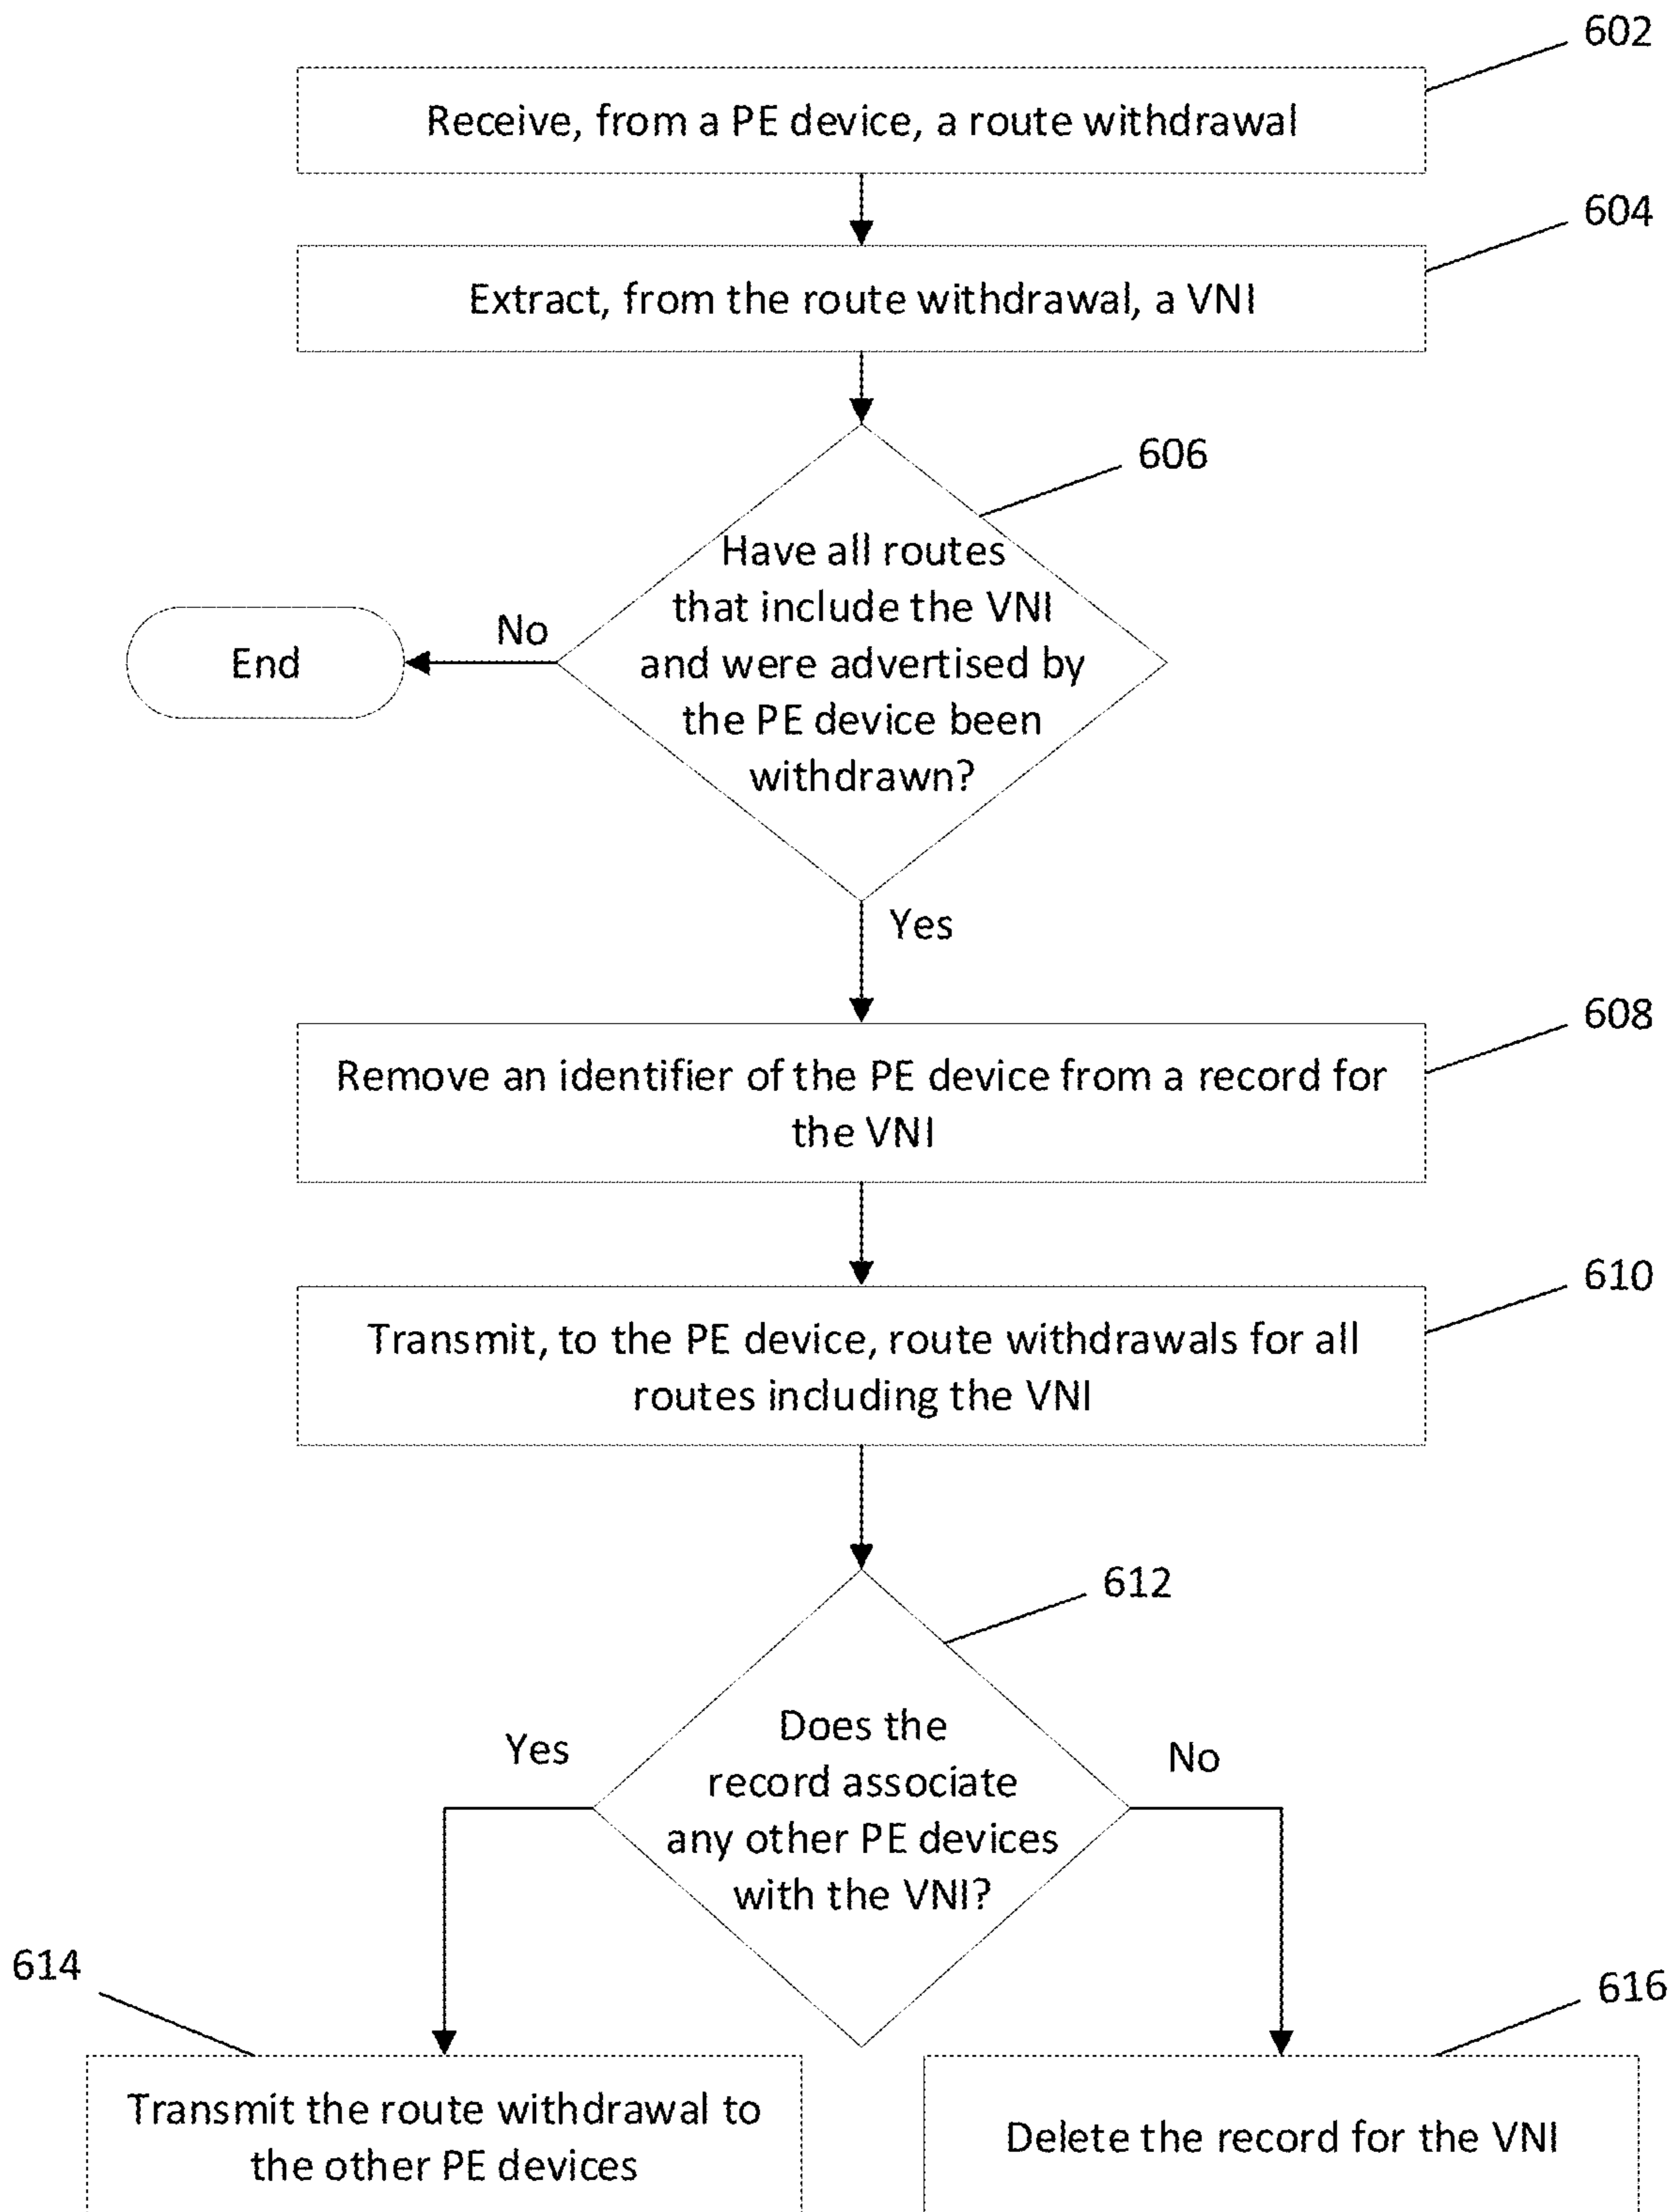 602
Receive, from a PE device, a route withdrawal
604
Extract, from the route withdrawal, a VNI
606
Have all routes
that include the VNI
and were advertised by
the PE device been
withdrawn?
No
End
Yes
608
Remove an identifier of the PE device from a record for
the VNI
610
Transmit, to the PE device, route withdrawals for all
routes including the VNI
612
Does the
record associate
any other PE devices
with the VNI?
Yes
No
614
616
Transmit the route withdrawal to
the other PE devices
Delete the record for the VNI